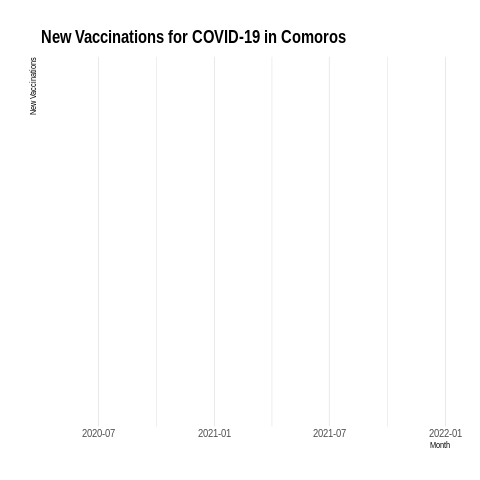 New Vaccinations for COVID-19 in Comoros
New Vaccinations
2020-07
2021-01
2021-07
2022-01
Month